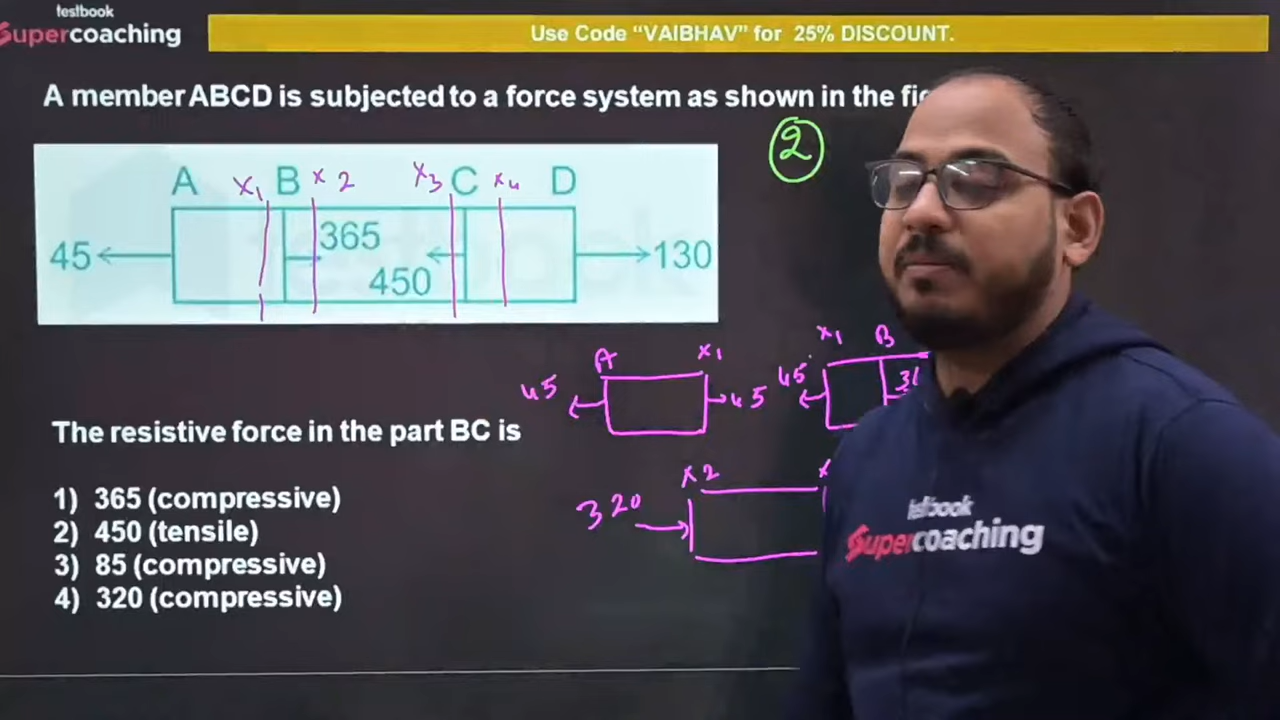 testbook
Supercoaching
Use Code “VAIBHAV” for 25% DISCOUNT.
A member ABCD is subjected to a force system as shown in the
2
A x1 B x2 x3 C x4 D
45 365 450 130
A x1 x1 B
45 45 45
The resistive force in the part BC is
x2
320
1) 365 (compressive)
2) 450 (tensile)
3) 85 (compressive)
4) 320 (compressive)
testbook
Supercoaching